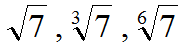 √7 , ∛7 , ⁶√7